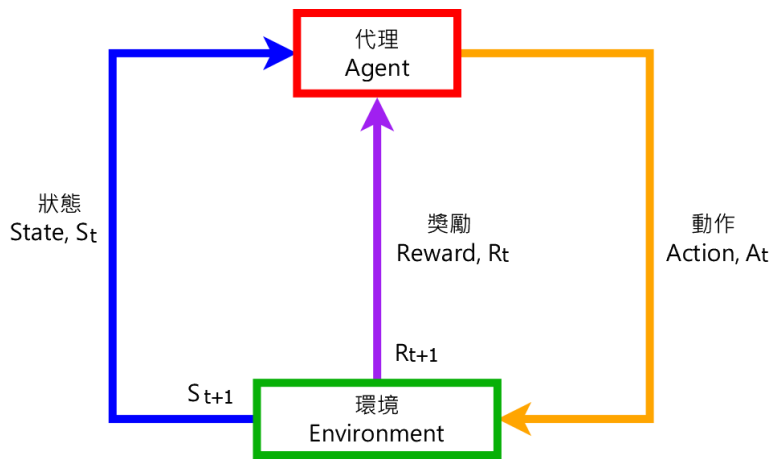 代理
Agent
狀態
State, St
獎勵
Reward, Rt
動作
Action, At
Rt+1
St+1
環境
Environment